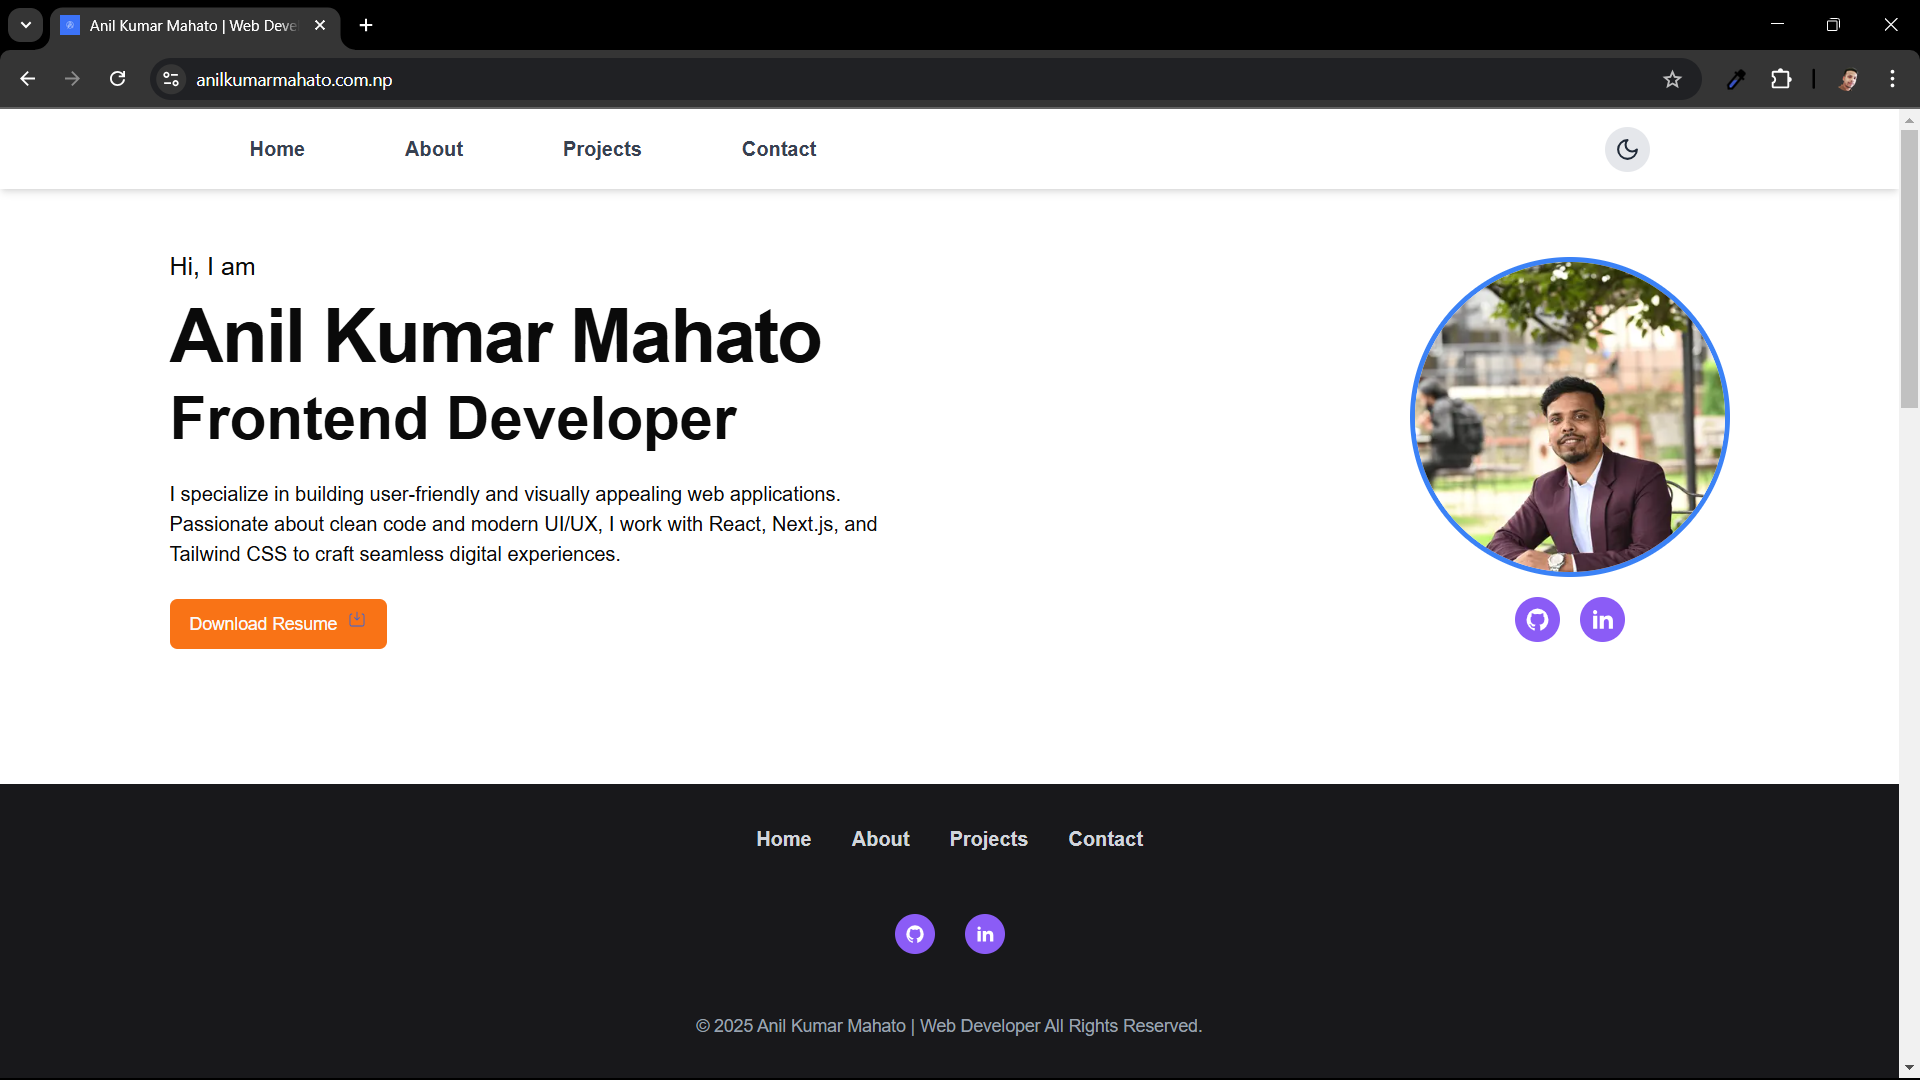 Anil Kumar Mahato | Web Deve
anilkumarmahato.com.np
Home About Projects Contact
Hi, I am
Anil Kumar Mahato
Frontend Developer
I specialize in building user-friendly and visually appealing web applications.
Passionate about clean code and modern UI/UX, I work with React, Next.js, and
Tailwind CSS to craft seamless digital experiences.
Download Resume
in
Home About Projects Contact
in
© 2025 Anil Kumar Mahato | Web Developer All Rights Reserved.